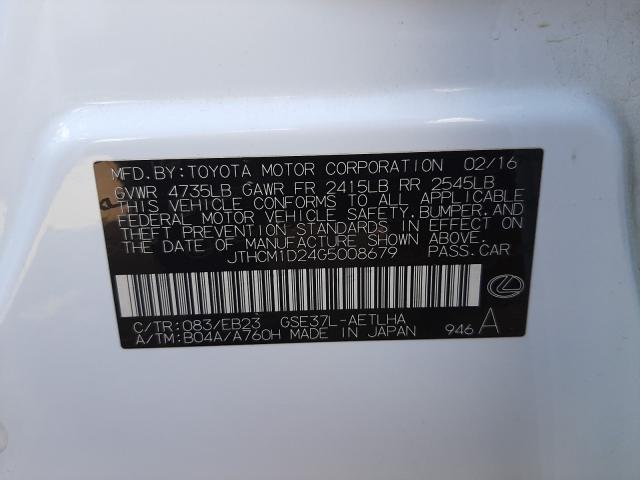 MFD.BY:TOYOTA MOTOR CORPORATION 02/16
GVWR 4735LB GAWR FR 2415LB RR 2545LB
THIS VEHICLE CONFORMS TO ALL APPLICABLE
FEDERAL MOTOR VEHICLE SAFETY,BUMPER,AND
THEFT PREVENTION STANDARDS IN EFFECT ON
THE DATE OF MANUFACTURE SHOWN ABOVE.
JTHCM1D24G5008679 PASS.CAR
C/TR:083/EB23 GSE37L-AETLHA
A/TM:B04A/A760H MADE IN JAPAN 946 A